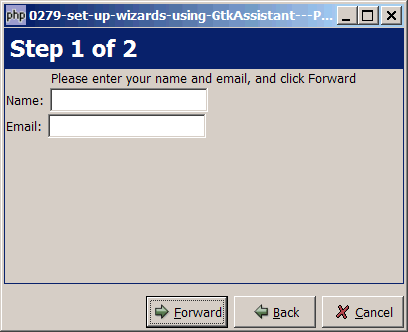 php 0279-set-up-wizards-using-GtkAssistant---P...
Step 1 of 2
Please enter your name and email, and click Forward
Name:
Email:
Forward Back Cancel